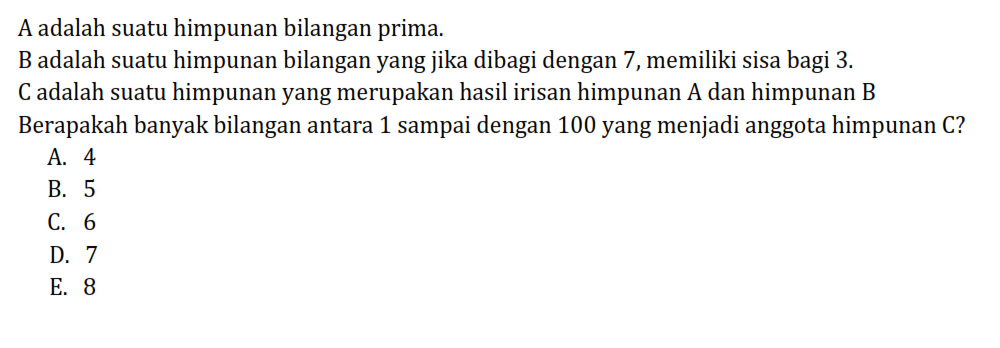 A adalah suatu himpunan bilangan prima.
B adalah suatu himpunan bilangan yang jika dibagi dengan 7, memiliki sisa bagi 3.
C adalah suatu himpunan yang merupakan hasil irisan himpunan A dan himpunan B
Berapakah banyak bilangan antara 1 sampai dengan 100 yang menjadi anggota himpunan C?
A. 4
B. 5
C. 6
D. 7
E. 8